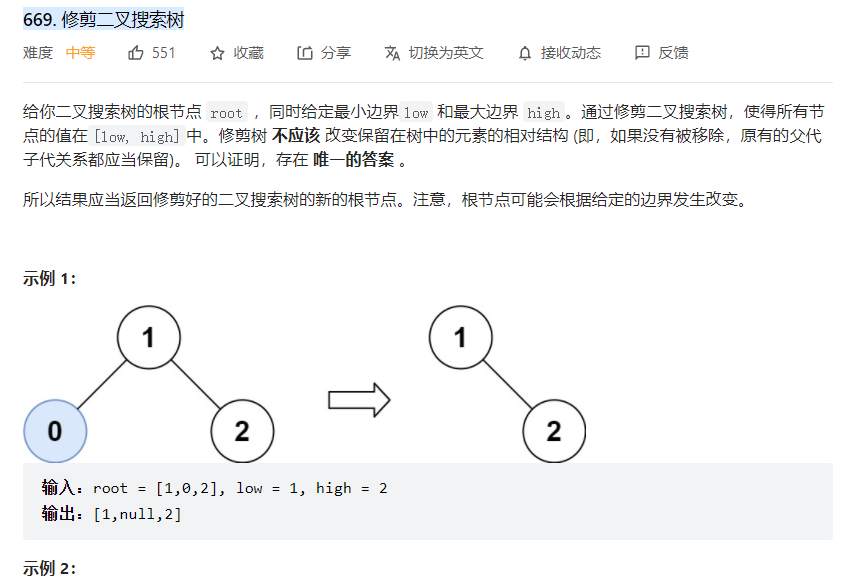 669. 修剪二叉搜索树
难度 中等 551 收藏 分享 切换为英文 接收动态 反馈
给你二叉搜索树的根节点 root ，同时给定最小边界 low 和最大边界 high。通过修剪二叉搜索树，使得所有节
点的值在 [low, high] 中。修剪树 不应该 改变保留在树中的元素的相对结构 (即，如果没有被移除，原有的父代
子代关系都应当保留)。 可以证明，存在 唯一的答案 。
所以结果应当返回修剪好的二叉搜索树的新的根节点。注意，根节点可能会根据给定的边界发生改变。
示例 1：
1 1
0 2 2
输入：root = [1,0,2], low = 1, high = 2
输出：[1,null,2]
示例 2：